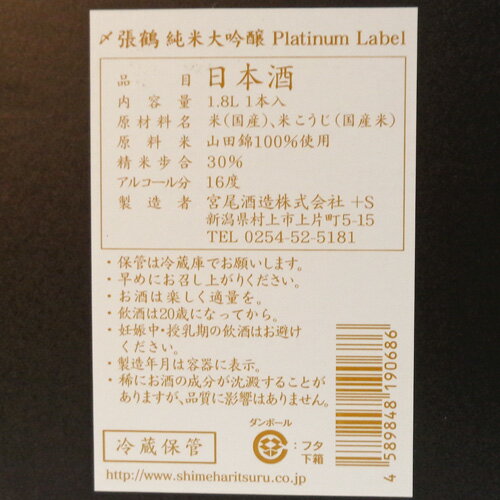 〆張鶴 純米大吟醸 Platinum Label
品目 日本酒
内容量 1.8L 1本入
原材料名 米(国産)、米こうじ(国産米)
原料米 山田錦100%使用
精米歩合 30%
アルコール分 16度
製造者 宮尾酒造株式会社 +S
新潟県村上市上片町5-15
TEL 0254-52-5181
・保管は冷蔵庫でお願いします。
・早めにお召し上がりください。
・お酒は楽しく適量を。
・飲酒は20歳になってから。
・妊娠中・授乳期の飲酒はお避け
ください。
・製造年月は容器に表示。
・稀にお酒の成分が沈澱することが
ありますが、品質に影響はありません。
冷蔵保管
ダンボール
:フタ
下箱
http://www.shimeharitsuru.co.jp
4 589848 190686